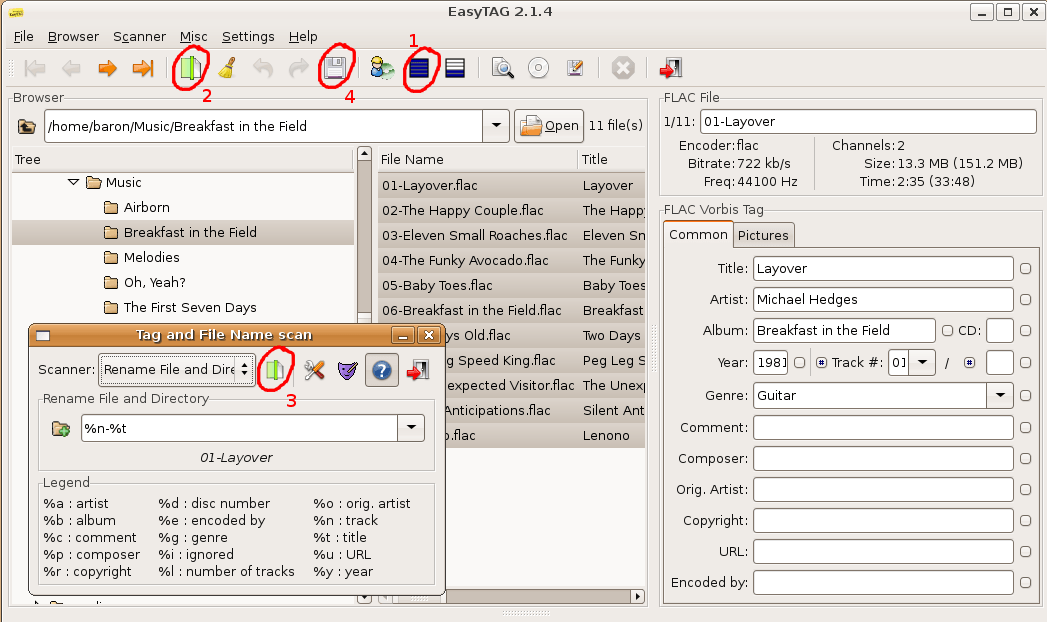 EasyTAG 2.1.4
File Browser Scanner Misc Settings Help
1
2
4
Browser
/home/baron/Music/Breakfast in the Field Open 11 file(s)
Tree
Music
Airborn
Breakfast in the Field
Melodies
Oh, Yeah?
The First Seven Days
File Name Title
01-Layover.flac Layover
02-The Happy Couple.flac The Happ
03-Eleven Small Roaches.flac Eleven Sn
04-The Funky Avocado.flac The Funky
05-Baby Toes.flac Baby Toes
06-Breakfast in the Field.flac Breakfast
ys Old.flac Two Days
g Speed King.flac Peg Leg S
expected Visitor.flac The Unex
Anticipations.flac Silent Ant
o.flac Lenono
FLAC File
1/11: 01-Layover
Encoder: flac Channels: 2
Bitrate: 722 kb/s Size: 13.3 MB (151.2 MB)
Freq: 44100 Hz Time: 2:35 (33:48)
FLAC Vorbis Tag
Common Pictures
Title: Layover
Artist: Michael Hedges
Album: Breakfast in the Field CD:
Year: 1981 Track #: 01 /
Genre: Guitar
Comment:
Composer:
Orig. Artist:
Copyright:
URL:
Encoded by:
Tag and File Name scan
Scanner: Rename File and Dire
3
Rename File and Directory
%n-%t
01-Layover
Legend
%a : artist %d : disc number %o : orig. artist
%b : album %e : encoded by %n : track
%c : comment %g : genre %t : title
%p : composer %i : ignored %u : URL
%r : copyright %l : number of tracks %y : year